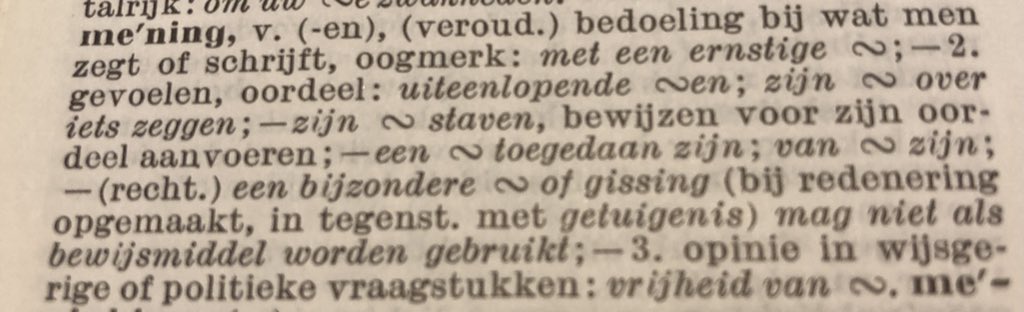 talrijk: om uw
me′ning, v. (-en), (veroud.) bedoeling bij wat men
zegt of schrijft, oogmerk: met een ernstige ∾; — 2.
gevoelen, oordeel: uiteenlopende ∾en; zijn ∾ over
iets zeggen; — zijn ∾ staven, bewijzen voor zijn oor-
deel aanvoeren; — een ∾ toegedaan zijn; van ∾ zijn;
— (recht.) een bijzondere ∾ of gissing (bij redenering
opgemaakt, in tegenst. met getuigenis) mag niet als
bewijsmiddel worden gebruikt; — 3. opinie in wijsge-
rige of politieke vraagstukken: vrijheid van ∾. me′-